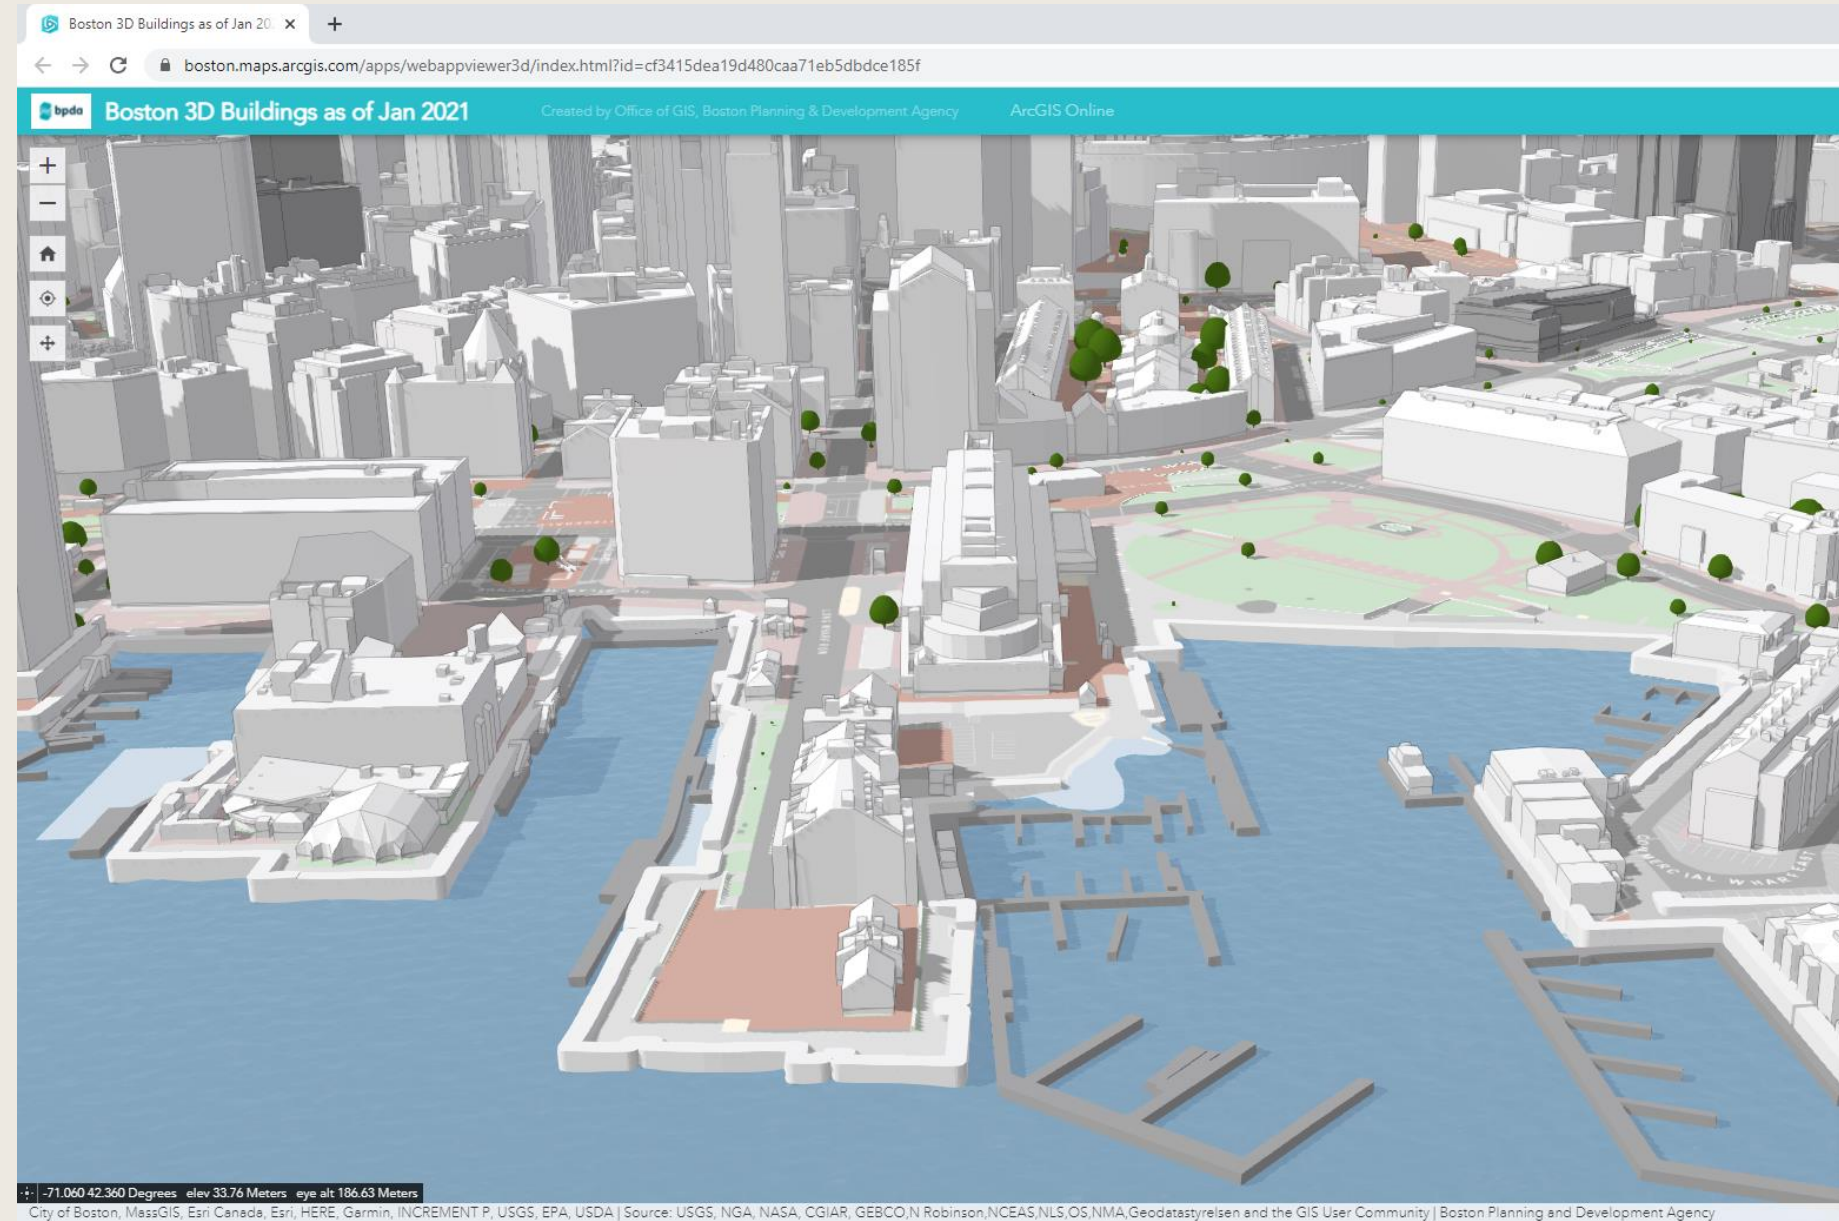 Boston 3D Buildings as of Jan 20
boston.maps.arcgis.com/apps/webappviewer3d/index.html?id=cf3415dea19d480caa71eb5dbdce185f
bpda Boston 3D Buildings as of Jan 2021 Created by Office of GIS, Boston Planning & Development Agency ArcGIS Online
COMMERCIAL WHARF EAST
-71.060 42.360 Degrees elev 33.76 Meters eye alt 186.63 Meters
City of Boston, MassGIS, Esri Canada, Esri, HERE, Garmin, INCREMENT P, USGS, EPA, USDA | Source: USGS, NGA, NASA, CGIAR, GEBCO,N Robinson,NCEAS,NLS,OS,NMA,Geodatastyrelsen and the GIS User Community | Boston Planning and Development Agency